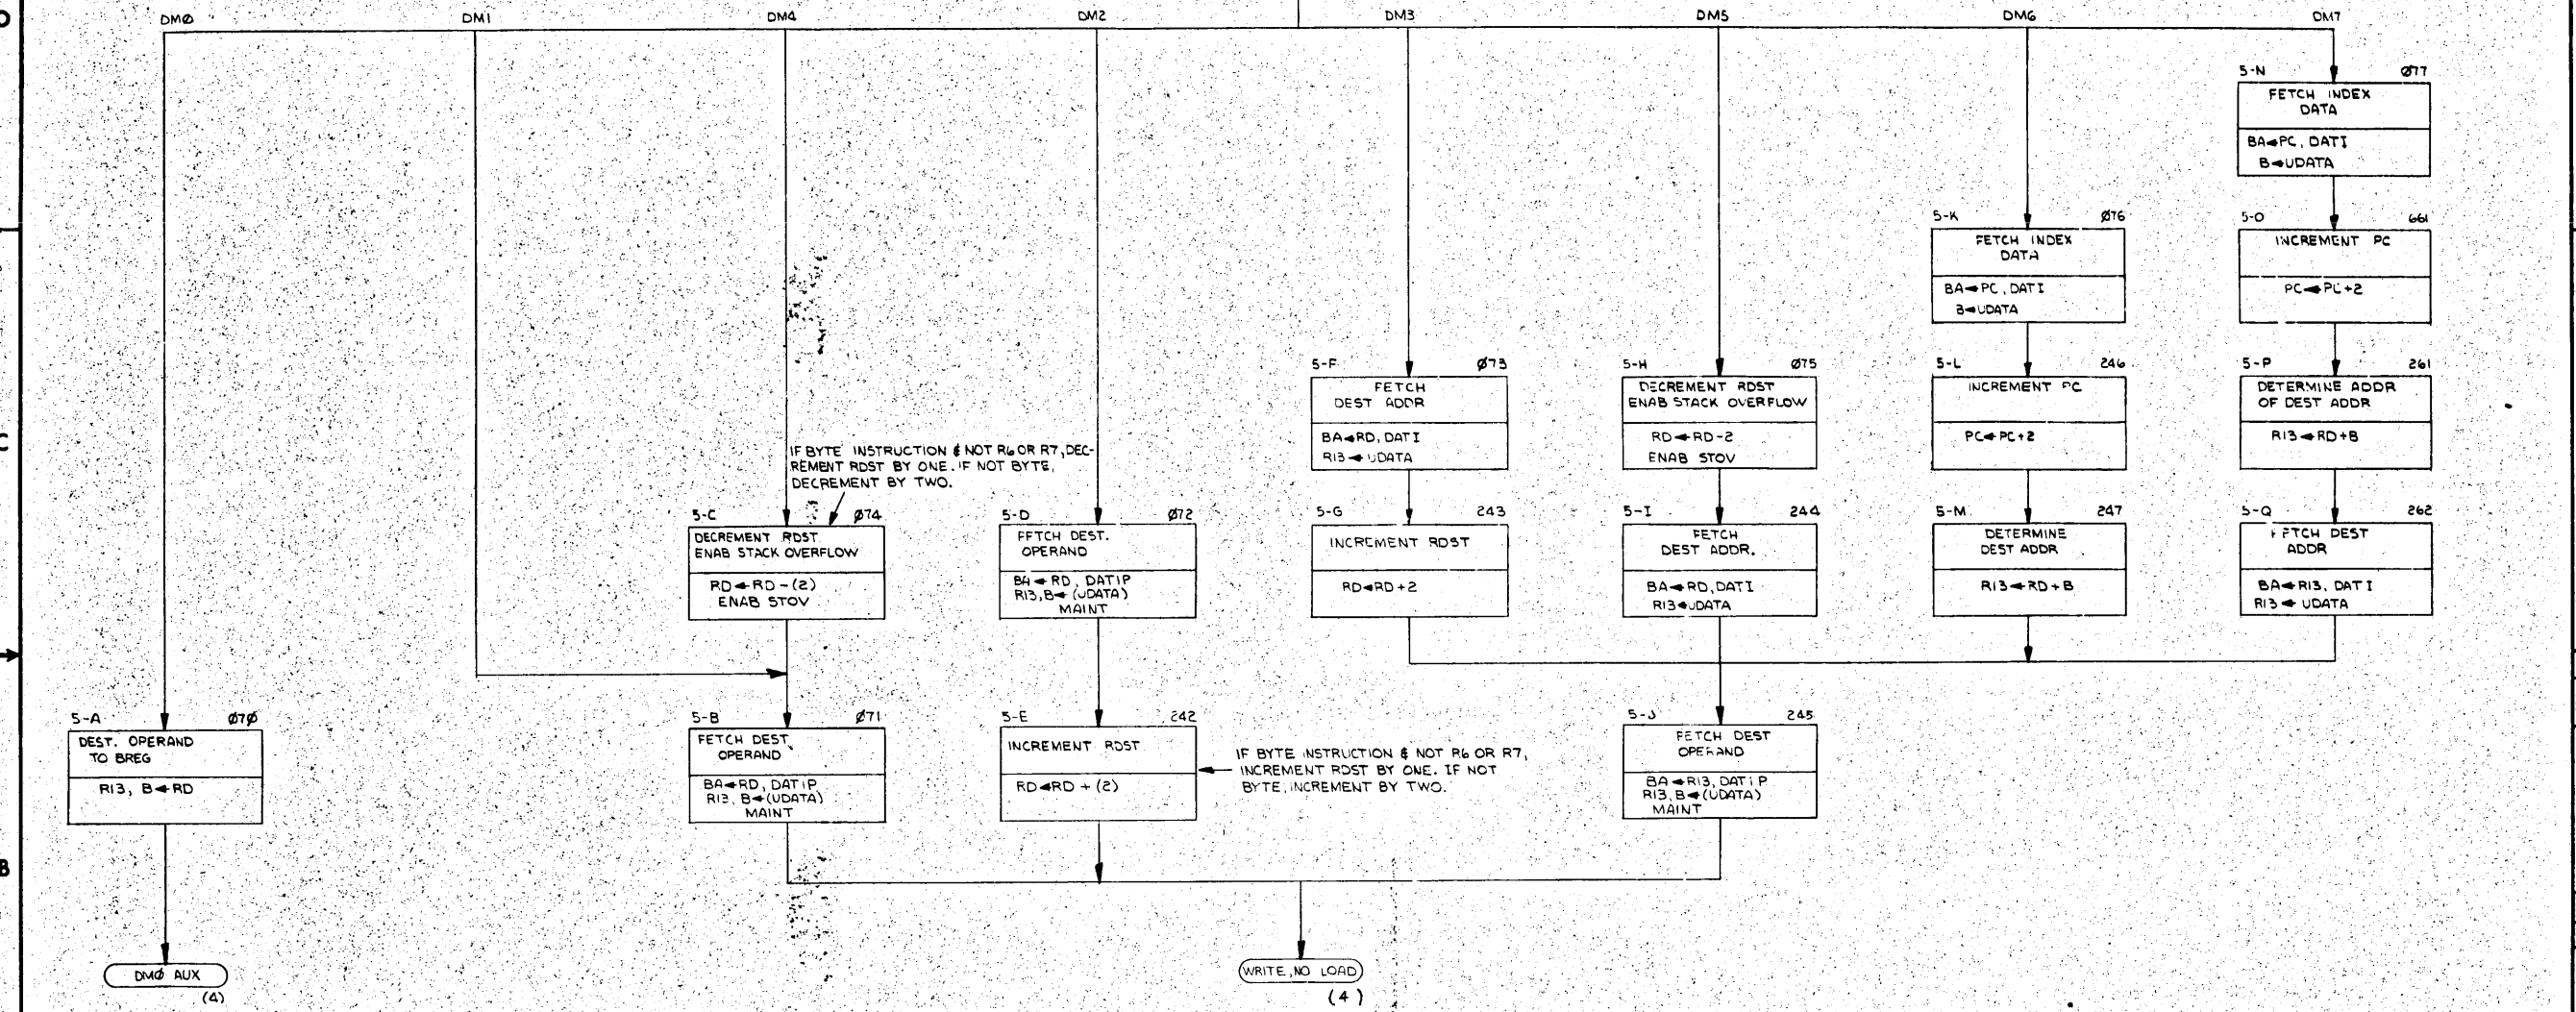 DMØ
DM1
DM4
DM2
DM3
DM5
DM6
DM7
D
C
B
5-N Ø77
FETCH INDEX
DATA
BA◄PC, DATI
B◄UDATA
5-K Ø76
FETCH INDEX
DATA
BA◄PC, DATI
B◄UDATA
5-O 661
INCREMENT PC
PC◄PC+2
5-F Ø73
FETCH
DEST ADDR
BA◄RD, DATI
R13◄UDATA
5-H Ø75
DECREMENT RDST
ENAB STACK OVERFLOW
RD◄RD-2
ENAB STOV
5-L 246
INCREMENT PC
PC◄PC+2
5-P 261
DETERMINE ADDR
OF DEST ADDR
R13◄RD+B
IF BYTE INSTRUCTION & NOT R6 OR R7, DEC-
REMENT RDST BY ONE. IF NOT BYTE,
DECREMENT BY TWO.
5-C Ø74
DECREMENT RDST
ENAB STACK OVERFLOW
RD◄RD-(2)
ENAB STOV
5-D Ø72
FETCH DEST.
OPERAND
BA◄RD, DATIP
R13, B◄(UDATA)
MAINT
5-G 243
INCREMENT RDST
RD◄RD+2
5-I 244
FETCH
DEST ADDR.
BA◄RD, DATI
R13◄UDATA
5-M 247
DETERMINE
DEST ADDR
R13◄RD+B
5-Q 262
FETCH DEST
ADDR
BA◄R13, DATI
R13◄UDATA
5-A Ø7Ø
DEST. OPERAND
TO BREG
R13, B◄RD
5-B Ø71
FETCH DEST.
OPERAND
BA◄RD, DATIP
R13, B◄(UDATA)
MAINT
5-E 242
INCREMENT RDST
RD◄RD+(2)
IF BYTE INSTRUCTION & NOT R6 OR R7,
INCREMENT RDST BY ONE. IF NOT
BYTE, INCREMENT BY TWO.
5-J 245
FETCH DEST
OPERAND
BA◄R13, DATIP
R13, B◄(UDATA)
MAINT
DMØ AUX
(4)
WRITE, NO LOAD
(4)